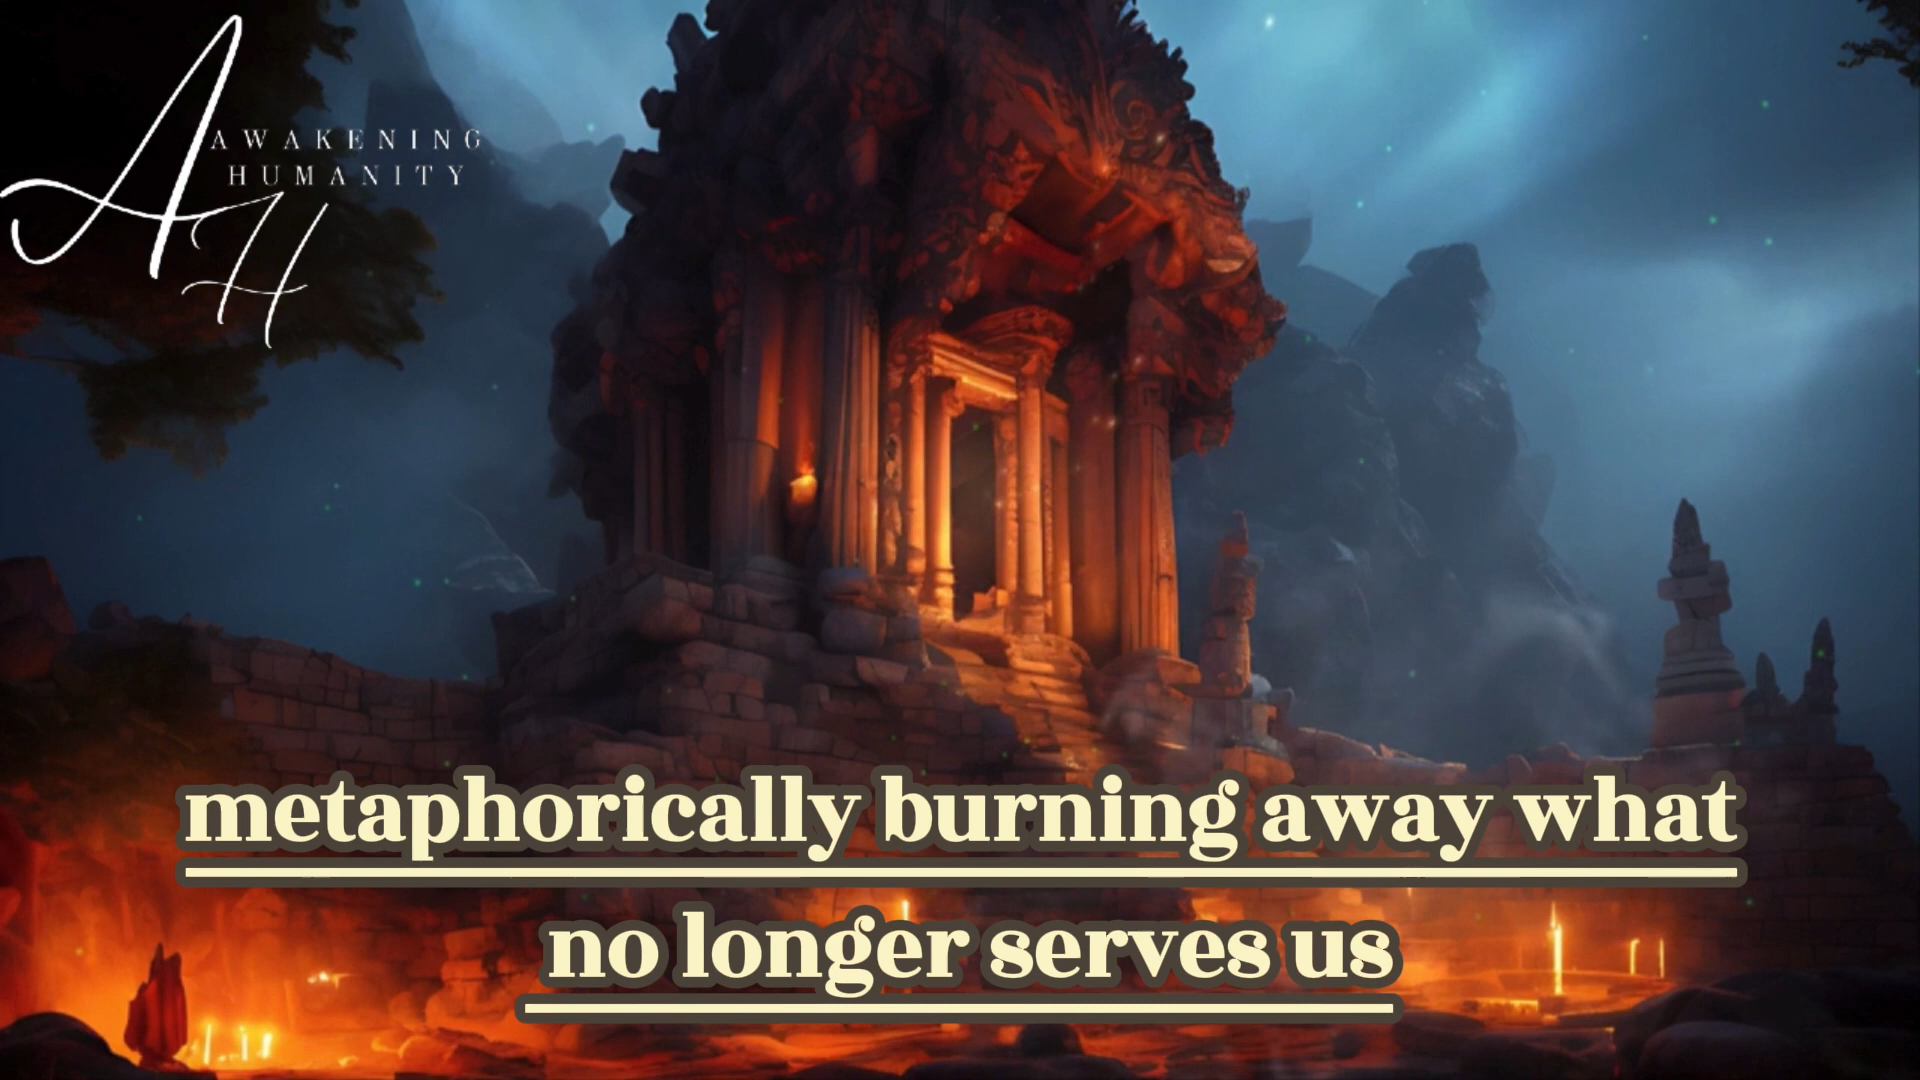 AWAKENING
HUMANITY
AH
metaphorically burning away what
no longer serves us